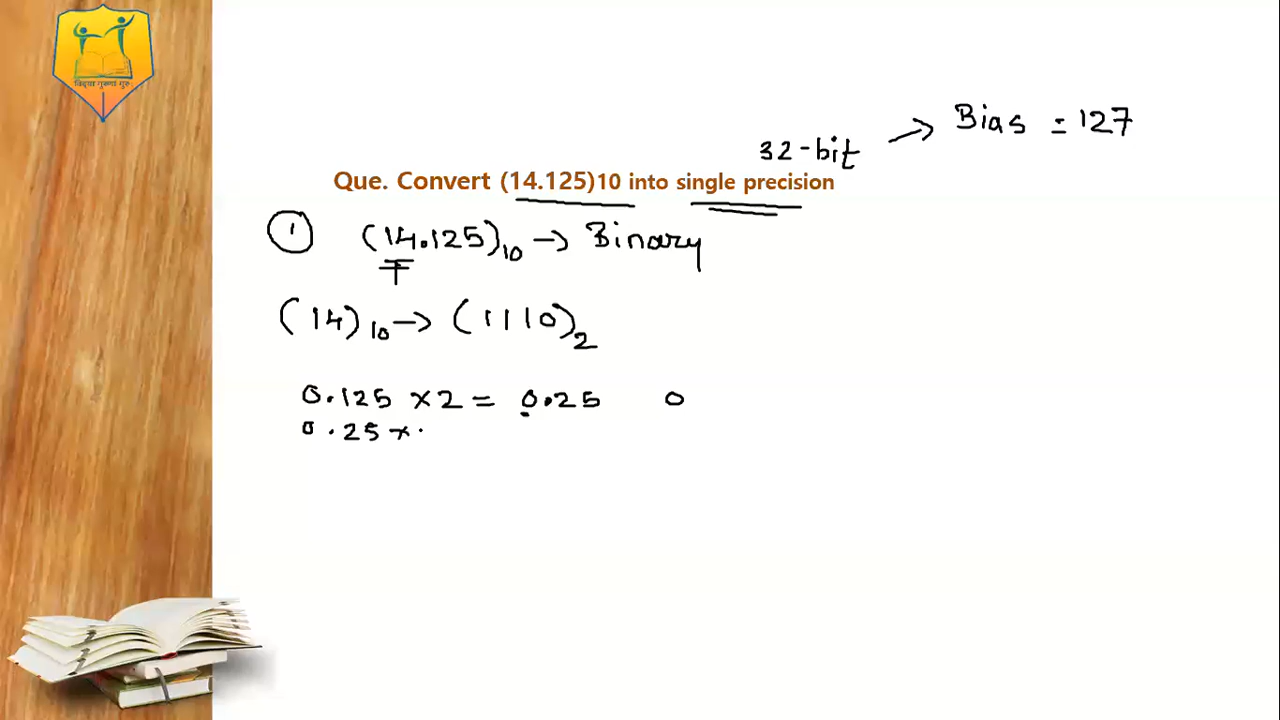 विद्या गुरूणां गुरुः
Bias = 127
32-bit
Que. Convert (14.125)10 into single precision
1 (14.125)10 → Binary
I
(14)10 → (1110)2
0.125 × 2 = 0.25 0
0.25 ×